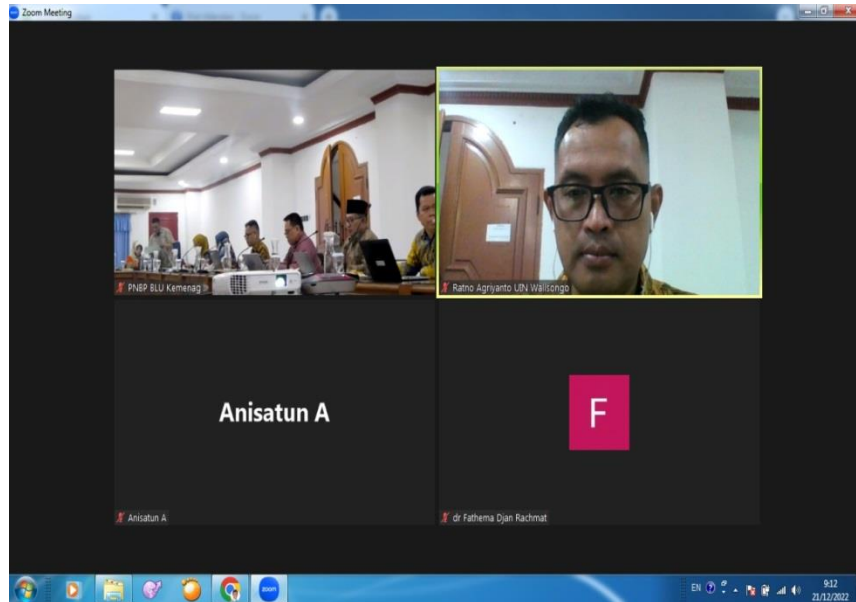 Zoom Meeting
PNBP BLU Kemenag
Ratno Agriyanto UIN Walisongo
Anisatun A
Anisatun A
F
dr Fathema Djan Rachmat
zoom
EN
9:12
21/12/2022